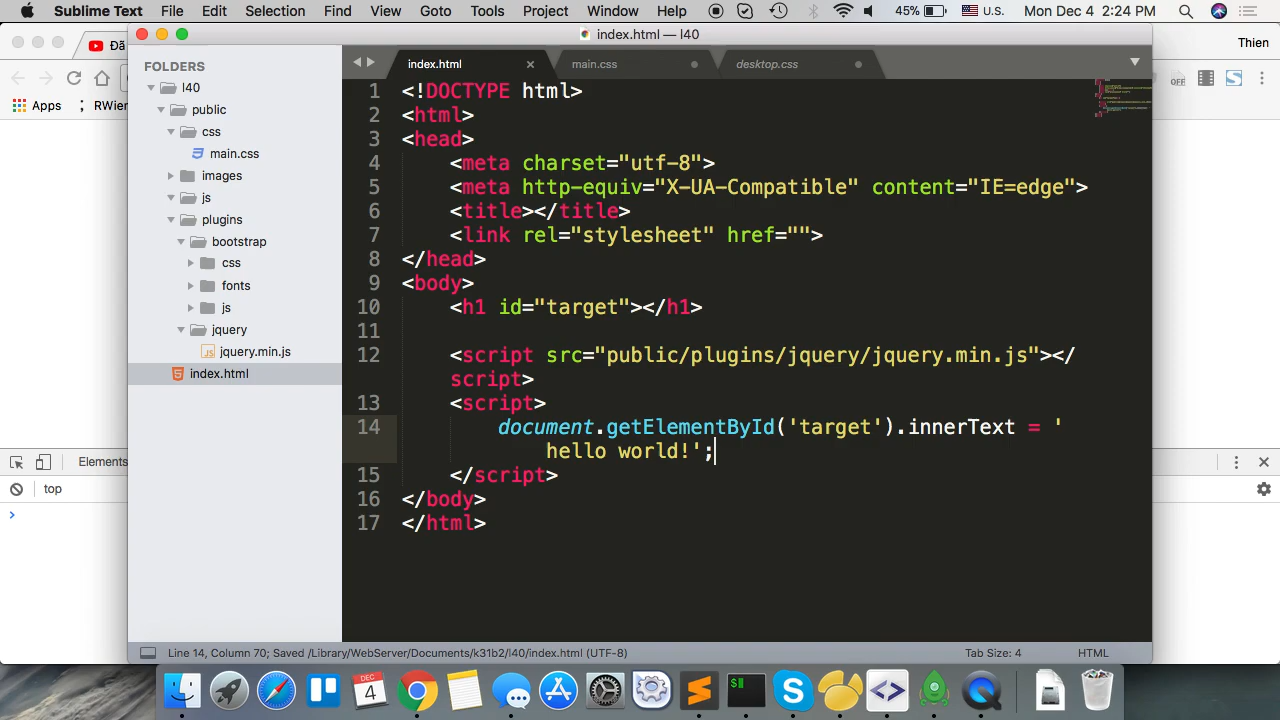 Sublime Text File Edit Selection Find View Goto Tools Project Window Help 45% U.S. Mon Dec 4 2:24 PM
index.html — l40
Đã
Thien
Apps
RWier
OFF
FOLDERS
l40
public
css
main.css
images
js
plugins
bootstrap
css
fonts
js
jquery
jquery.min.js
index.html
index.html × main.css desktop.css
1 <!DOCTYPE html>
2 <html>
3 <head>
4 <meta charset="utf-8">
5 <meta http-equiv="X-UA-Compatible" content="IE=edge">
6 <title></title>
7 <link rel="stylesheet" href="">
8 </head>
9 <body>
10 <h1 id="target"></h1>
11
12 <script src="public/plugins/jquery/jquery.min.js"></
script>
13 <script>
14 document.getElementById('target').innerText = '
hello world!';
15 </script>
16 </body>
17 </html>
Elements
top
>
Line 14, Column 70; Saved /Library/WebServer/Documents/k31b2/l40/index.html (UTF-8) Tab Size: 4 HTML
DEC
4
$